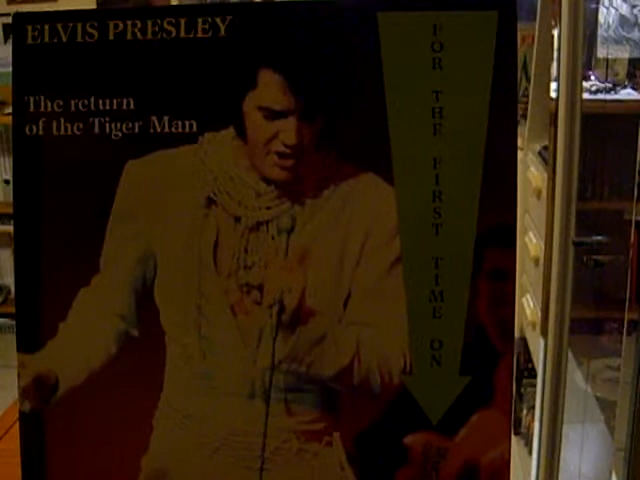 ELVIS PRESLEY
The return
of the Tiger Man
FOR THE FIRST TIME ON